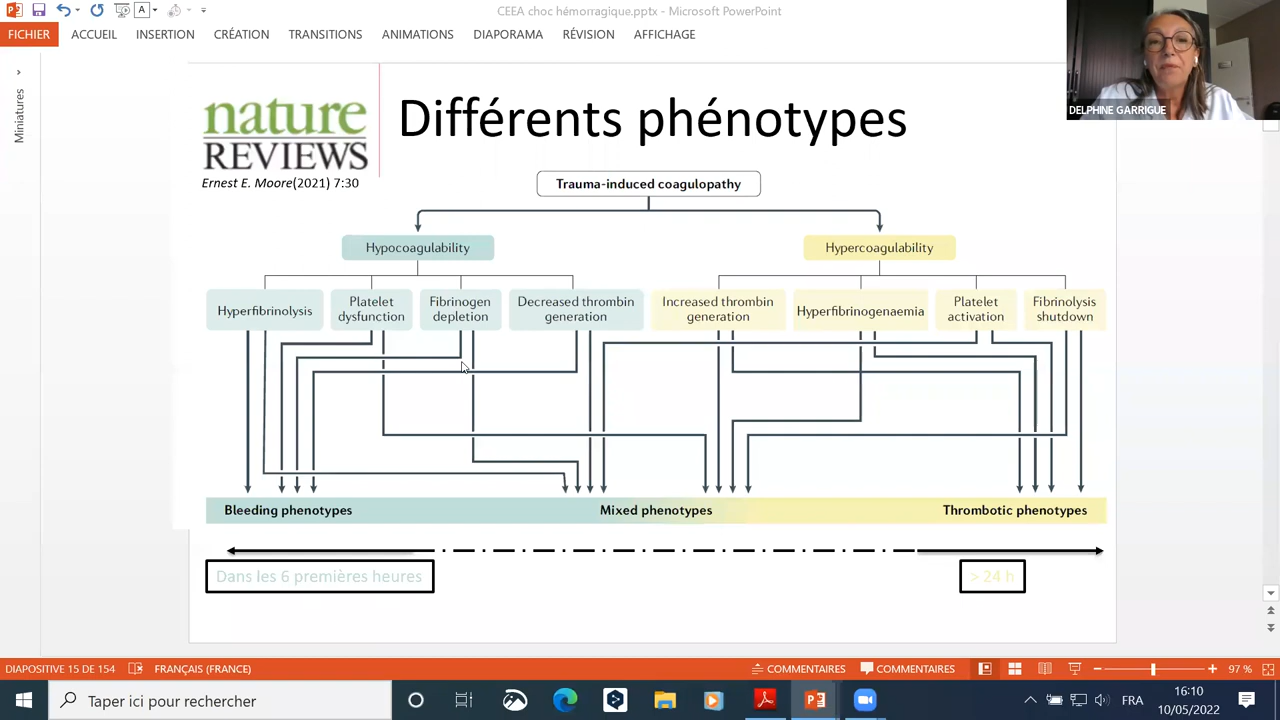 CEEA choc hémorragique.pptx - Microsoft PowerPoint
A
FICHIER ACCUEIL INSERTION CRÉATION TRANSITIONS ANIMATIONS DIAPORAMA RÉVISION AFFICHAGE
DELPHINE GARRIGUE
Miniatures
nature
REVIEWS
Différents phénotypes
Ernest E. Moore(2021) 7:30
Trauma-induced coagulopathy
Hypocoagulability Hypercoagulability
Hyperfibrinolysis
Platelet
dysfunction
Fibrinogen
depletion
Decreased thrombin
generation
Increased thrombin
generation
Hyperfibrinogenaemia
Platelet
activation
Fibrinolysis
shutdown
Bleeding phenotypes Mixed phenotypes Thrombotic phenotypes
Dans les 6 premières heures > 24 h
DIAPOSITIVE 15 DE 154 FRANÇAIS (FRANCE) COMMENTAIRES COMMENTAIRES 97 %
Taper ici pour rechercher
FRA
16:10
10/05/2022